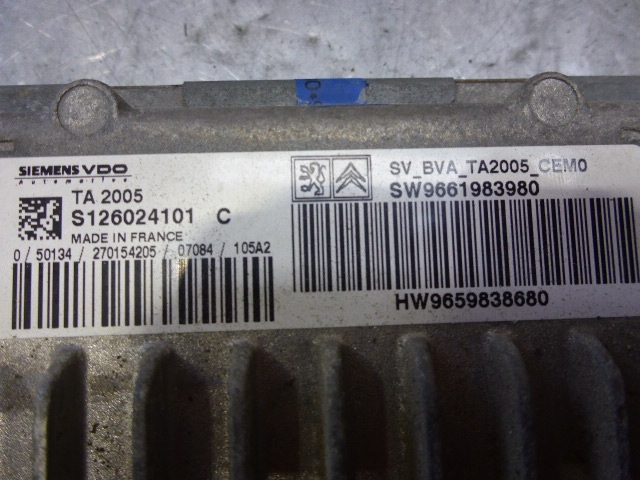 SIEMENS VDO
Automotive
TA 2005
S126024101 C
MADE IN FRANCE
0 / 50134 / 270154205 / 07084 / 105A2
SV_BVA_TA2005_CEM0
SW9661983980
HW9659838680